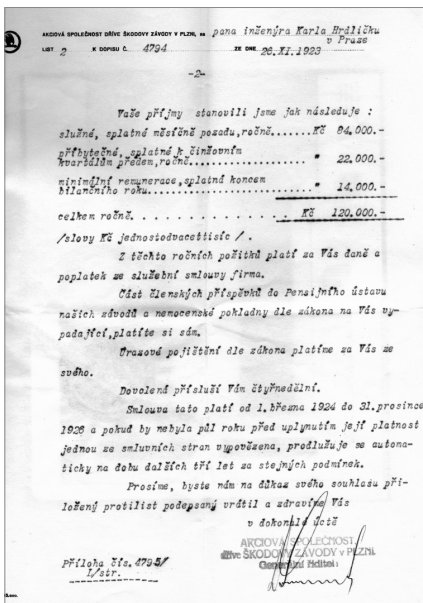 AKCIOVÁ SPOLEČNOST DŘÍVE ŠKODOVY ZÁVODY V PLZNI, na pana inženýra Karla Hrdličku
v Praze
LIST 2 K DOPISU Č. 4794 ZE DNE 26.XI.1923
-2-
Vaše příjmy stanovili jsme jak následuje :
služné, splatné měsíčně pozadu,ročně.......Kč 84.000.-
příbytečné, splatné k činžovním
kvartálům předem,ročně.................... " 22.000.-
minimální remunerace,splatná koncem
bilančního roku........................... " 14.000.-
celkem ročně. . . . . . . . . . . . . Kč 120.000.-
/slovy Kč jednostodvacettisíc /.
Z těchto ročních požitků platí za Vás daně a
poplatek ze služební smlouvy firma.
Část členských příspěvků do Pensijního ústavu
našich závodů a nemocenské pokladny dle zákona na Vás vy-
padající,platíte si sám.
Úrazové pojištění dle zákona platíme za Vás ze
svého.
Dovolená přísluší Vám čtyřnedělní.
Smlouva tato platí od 1.března 1924 do 31.prosince
1926 a pokud by nebyla půl roku před uplynutím její platnost
jednou ze smluvních stran vypovězena, prodlužuje se automa-
ticky na dobu dalších tří let za stejných podmínek.
Prosíme, byste nám na důkaz svého souhlasu při-
ložený protilist podepsaný vrátil a zdravíme Vás
v dokonalé úctě
AKCIOVÁ SPOLEČNOST
dříve ŠKODOVY ZÁVODY v PLZNI.
Generální ředitel:
Příloha čís. 4795/
I/str.